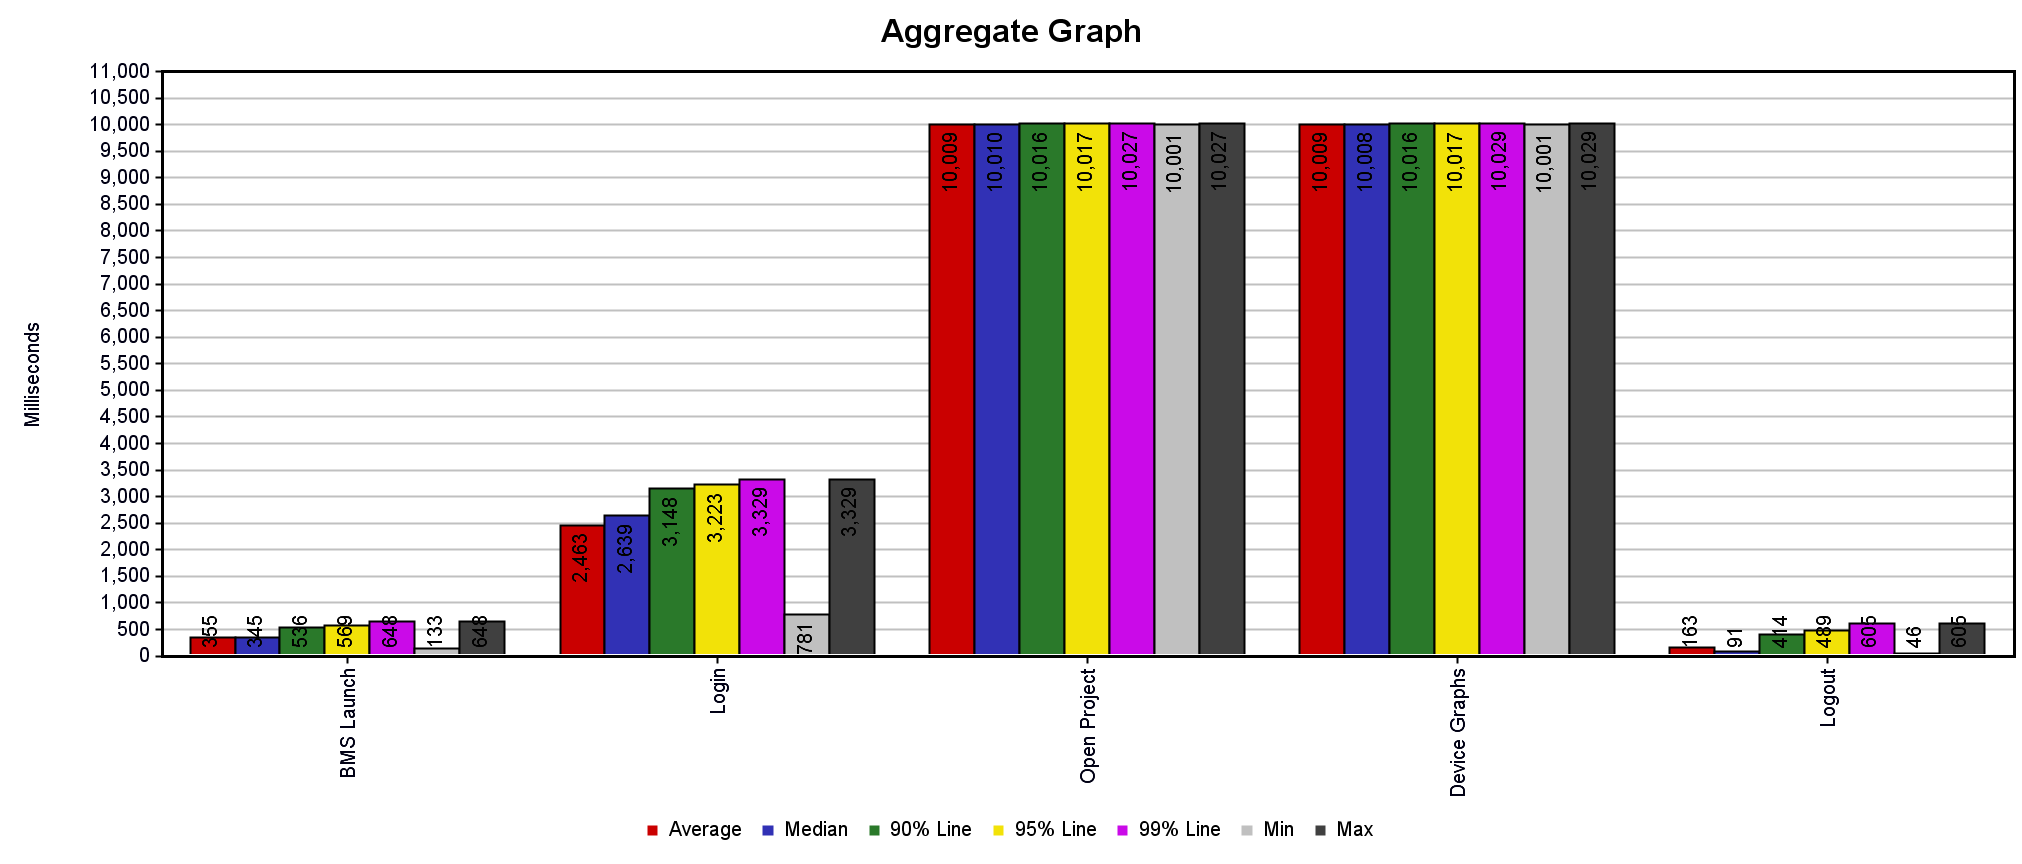 Aggregate Graph
Milliseconds
11,000
10,500
10,000
9,500
9,000
8,500
8,000
7,500
7,000
6,500
6,000
5,500
5,000
4,500
4,000
3,500
3,000
2,500
2,000
1,500
1,000
500
0
355 345 536 569 648 133 648
2,463 2,639 3,148 3,223 3,329 781 3,329
10,009 10,010 10,016 10,017 10,027 10,001 10,027
10,009 10,008 10,016 10,017 10,029 10,001 10,029
163 91 414 489 605 46 605
BMS Launch
Login
Open Project
Device Graphs
Logout
Average Median 90% Line 95% Line 99% Line Min Max